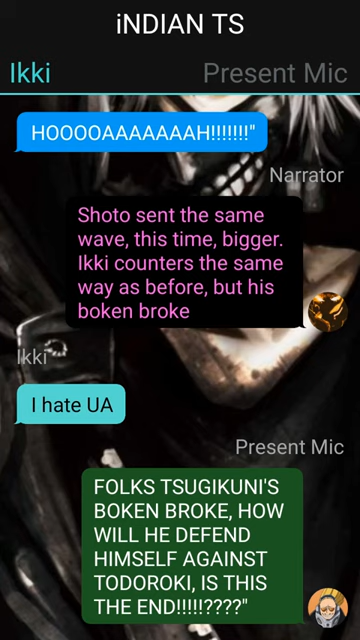 iNDIAN TS
Ikki Present Mic
HOOOOAAAAAAAH!!!!!!!"
Narrator
Shoto sent the same
wave, this time, bigger.
Ikki counters the same
way as before, but his
boken broke
Ikki
I hate UA
Present Mic
FOLKS TSUGIKUNI'S
BOKEN BROKE, HOW
WILL HE DEFEND
HIMSELF AGAINST
TODOROKI, IS THIS
THE END!!!!!????"